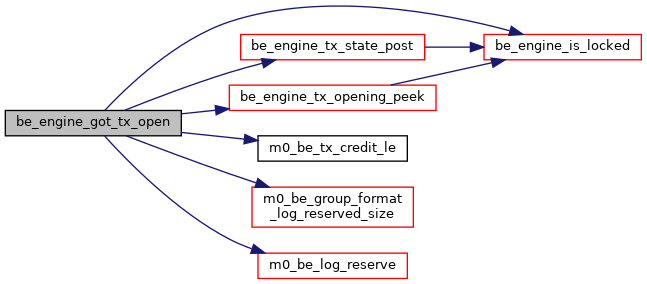 be_engine_got_tx_open
be_engine_tx_state_post
be_engine_is_locked
be_engine_tx_opening_peek
m0_be_tx_credit_le
m0_be_group_format
_log_reserved_size
m0_be_log_reserve